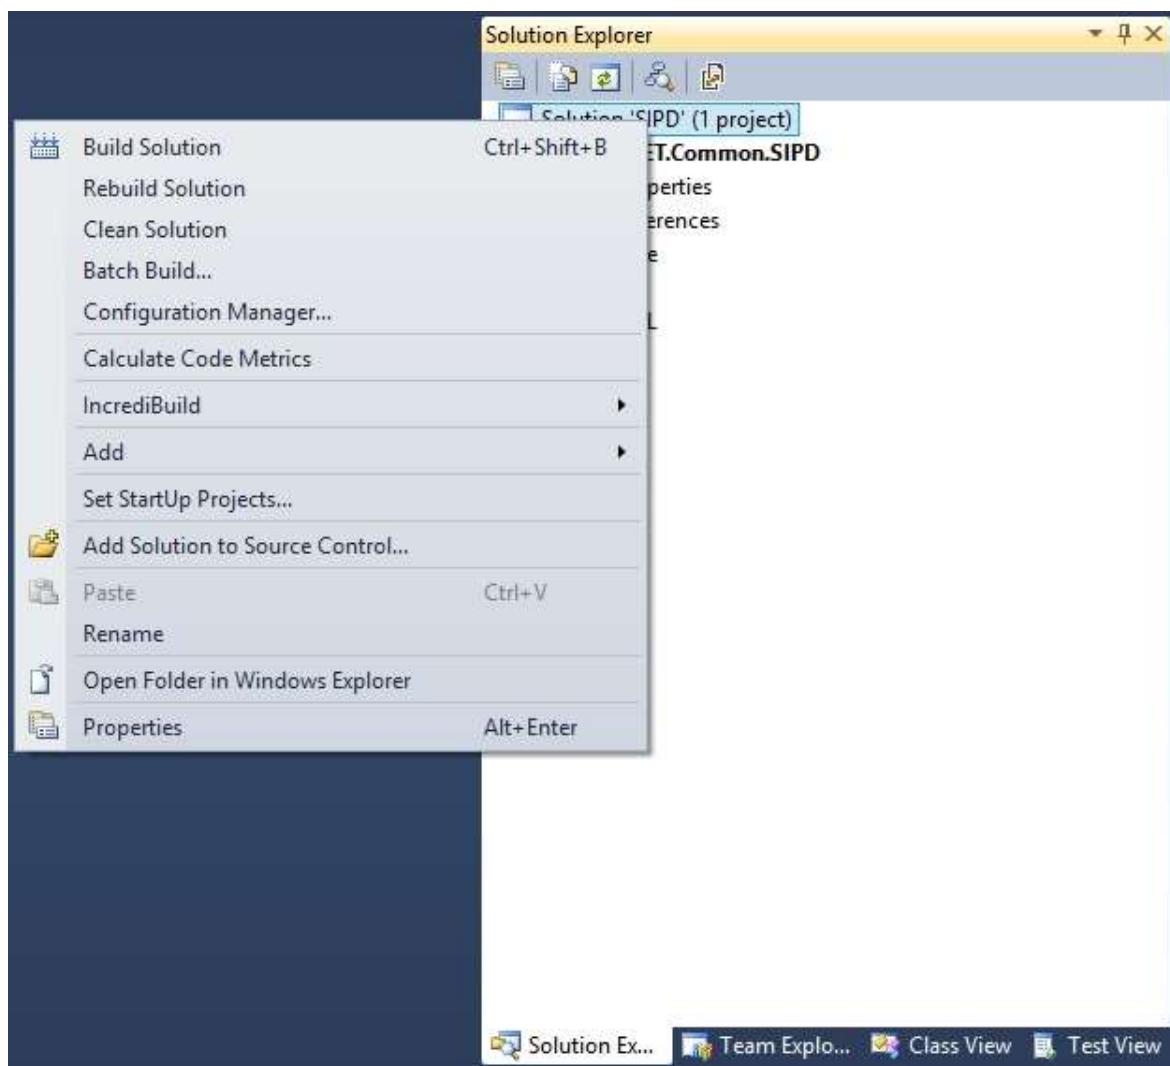 Solution Explorer
Solution 'SIPD' (1 project)
Build Solution Ctrl+Shift+B
ET.Common.SIPD
Rebuild Solution
perties
Clean Solution
erences
Batch Build...
e
Configuration Manager...
L
Calculate Code Metrics
IncrediBuild
Add
Set StartUp Projects...
Add Solution to Source Control...
Paste Ctrl+V
Rename
Open Folder in Windows Explorer
Properties Alt+Enter
Solution Ex... Team Explo... Class View Test View